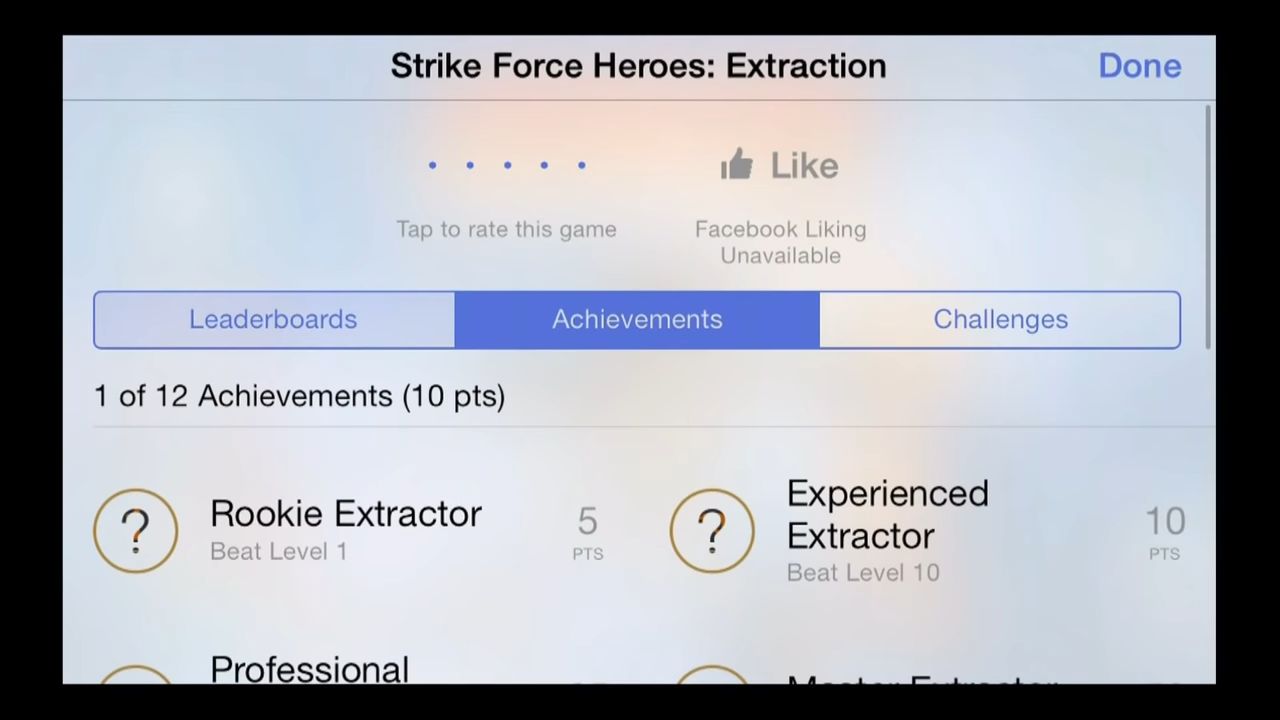 Strike Force Heroes: Extraction
Done
Like
Tap to rate this game
Facebook Liking
Unavailable
Leaderboards
Achievements
Challenges
1 of 12 Achievements (10 pts)
?
Rookie Extractor
Beat Level 1
5
PTS
?
Experienced
Extractor
Beat Level 10
10
PTS
Professional
Master Extractor